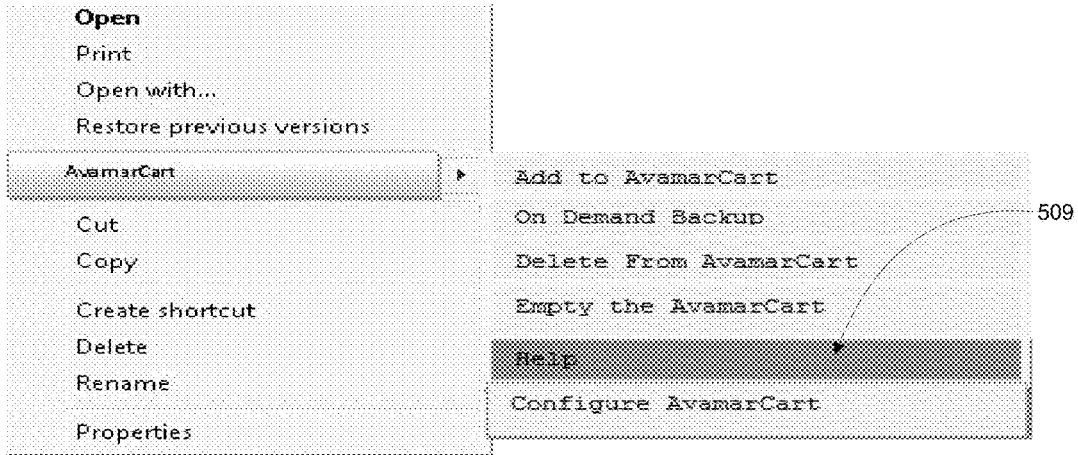 Open
Print
Open with...
Restore previous versions
AvamarCart
Cut
Copy
Create shortcut
Delete
Rename
Properties
Add to AvamarCart
On Demand Backup
Delete From AvamarCart
Empty the AvamarCart
Help
Configure AvamarCart
509